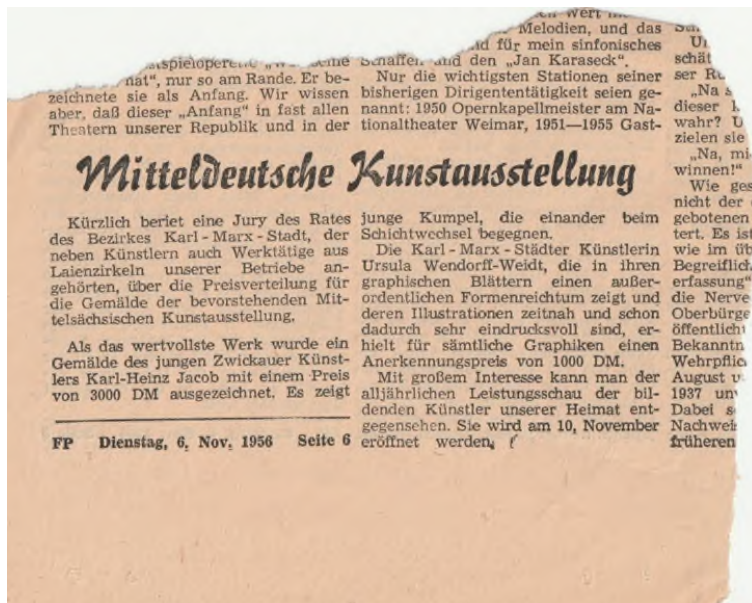 Melodien, und das
für mein sinfonisches
nat", nur so am Rande. Er be-
zeichnete sie als Anfang. Wir wissen
aber, daß dieser „Anfang" in fast allen
Theatern unserer Republik und in der
Schaffen und den „Jan Karaseck".
Nur die wichtigsten Stationen seiner
bisherigen Dirigententätigkeit seien ge-
nannt: 1950 Opernkapellmeister am Na-
tionaltheater Weimar, 1951—1955 Gast-
Mitteldeutsche Kunstausstellung
Kürzlich beriet eine Jury des Rates
des Bezirkes Karl-Marx-Stadt, der
neben Künstlern auch Werktätige aus
Laienzirkeln unserer Betriebe an-
gehörten, über die Preisverteilung für
die Gemälde der bevorstehenden Mit-
telsächsischen Kunstausstellung.
Als das wertvollste Werk wurde ein
Gemälde des jungen Zwickauer Künst-
lers Karl-Heinz Jacob mit einem Preis
von 3000 DM ausgezeichnet. Es zeigt
FP Dienstag, 6. Nov. 1956 Seite 6
junge Kumpel, die einander beim
Schichtwechsel begegnen.
Die Karl-Marx-Städter Künstlerin
Ursula Wendorff-Weidt, die in ihren
graphischen Blättern einen außer-
ordentlichen Formenreichtum zeigt und
deren Illustrationen zeitnah und schon
dadurch sehr eindrucksvoll sind, er-
hielt für sämtliche Graphiken einen
Anerkennungspreis von 1000 DM.
Mit großem Interesse kann man der
alljährlichen Leistungsschau der bil-
denden Künstler unserer Heimat ent-
gegensehen. Sie wird am 10. November
eröffnet werden.
schät
„Na
dieser
wahr?
zielen sie
„Na,
winnen!"
Wie ges
nicht der
gebotenen
tert. Es ist
wie im üb
Begreiflich
erfassung"
die Nerve
Oberbürge
öffentlich
Bekanntn
Wehrpflic
August
1937
Dabei
Nachweis
früheren